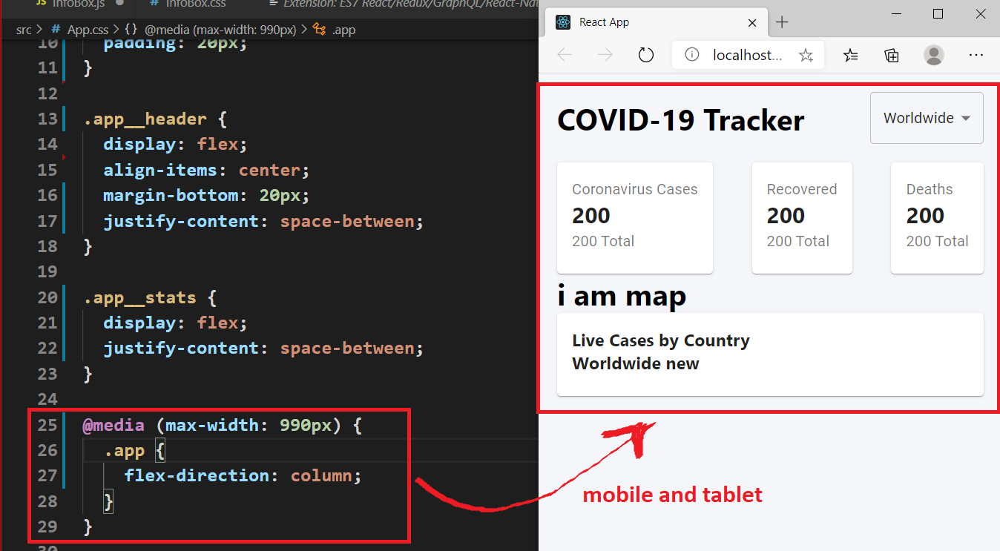 JS InfoBox.js
# InfoBox.css
Extension: ES7 React/Redux/GraphQL/React-Nat
src > # App.css > {} @media (max-width: 990px) > .app
10 padding: 20px;
11 }
12
13 .app__header {
14 display: flex;
15 align-items: center;
16 margin-bottom: 20px;
17 justify-content: space-between;
18 }
19
20 .app__stats {
21 display: flex;
22 justify-content: space-between;
23 }
24
25 @media (max-width: 990px) {
26 .app {
27 flex-direction: column;
28 }
29 }
30
React App
localhost...
COVID-19 Tracker
Worldwide
Coronavirus Cases
200
200 Total
Recovered
200
200 Total
Deaths
200
200 Total
i am map
Live Cases by Country
Worldwide new
mobile and tablet